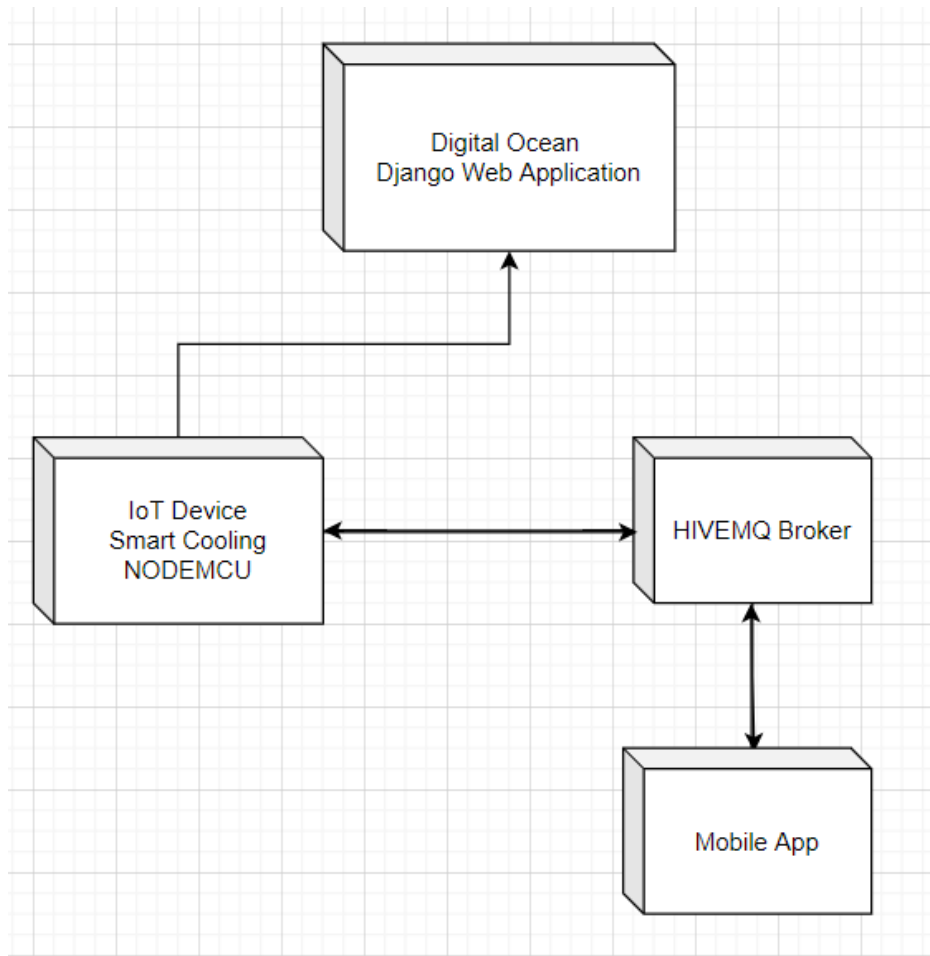 Digital Ocean
Django Web Application
IoT Device
Smart Cooling
NODEMCU
HIVEMQ Broker
Mobile App